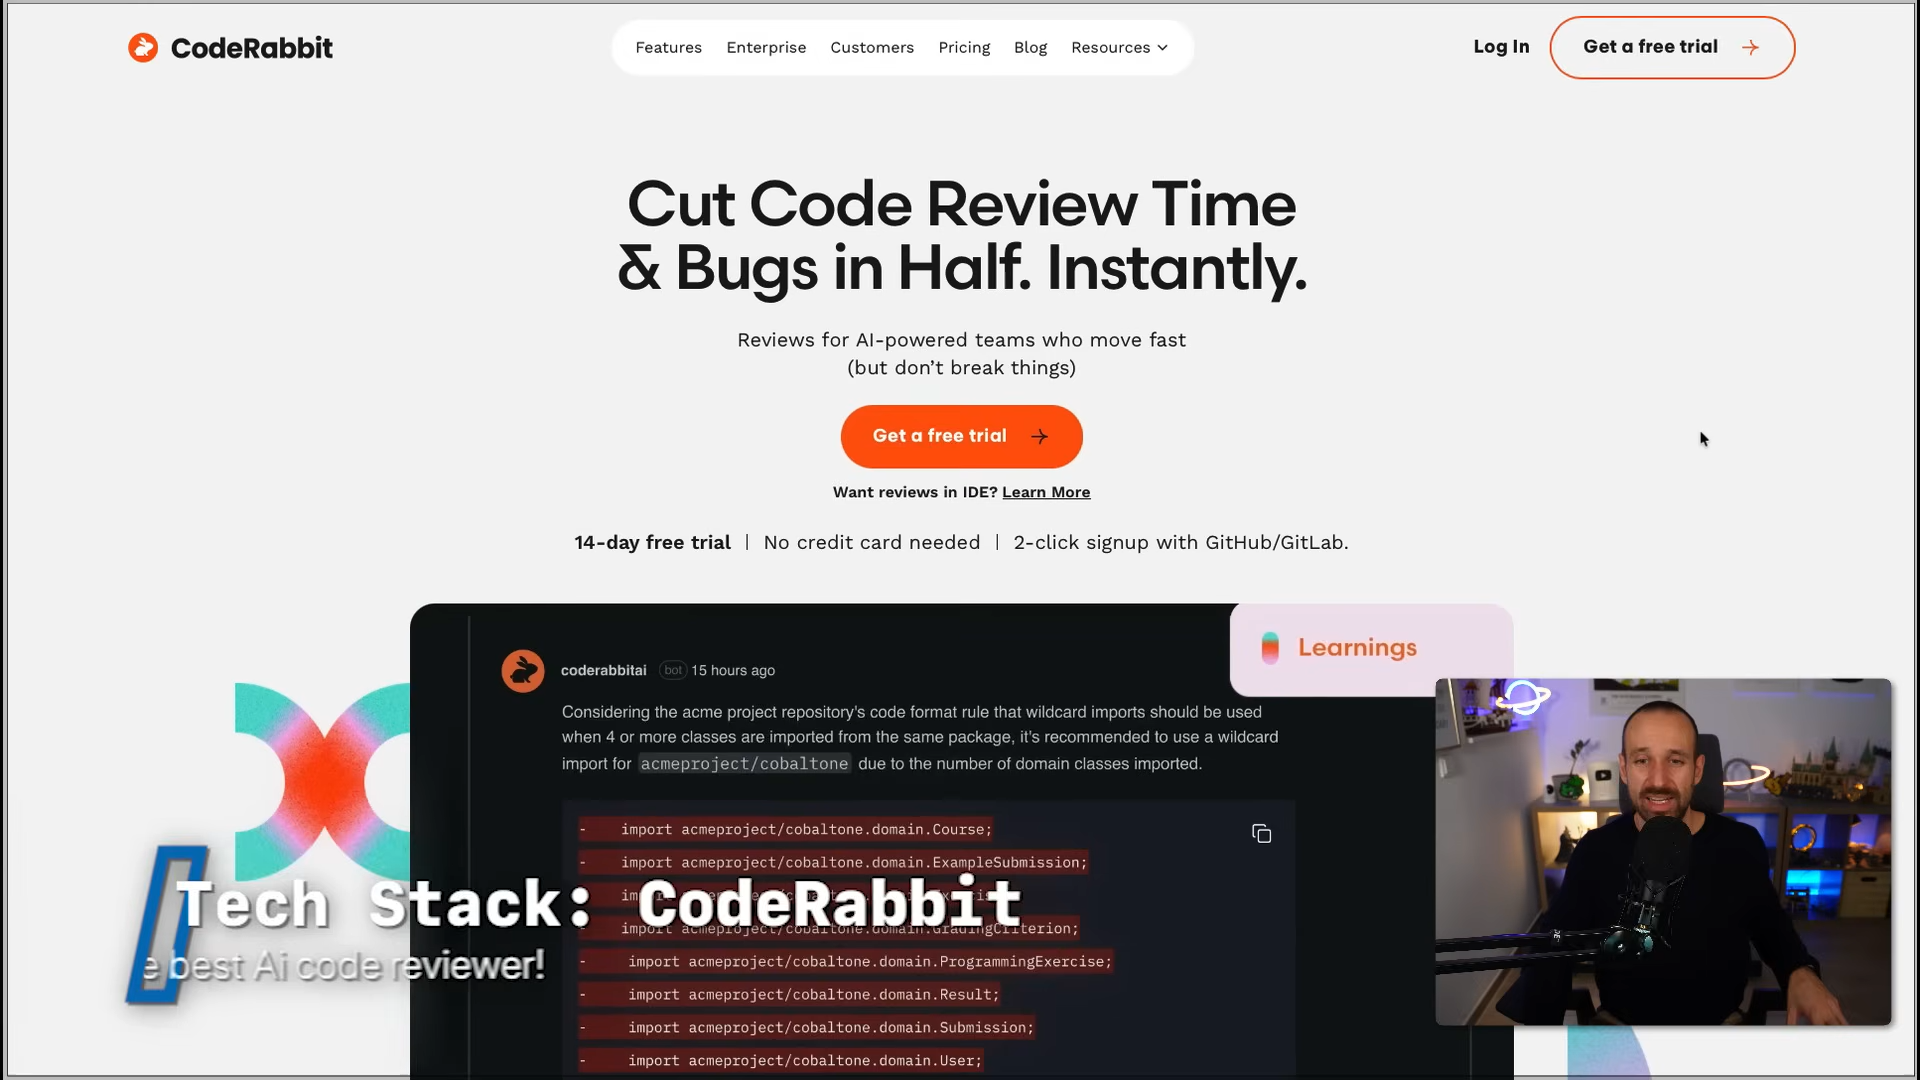 CodeRabbit
Features Enterprise Customers Pricing Blog Resources
Log In Get a free trial
Cut Code Review Time
& Bugs in Half. Instantly.
Reviews for AI-powered teams who move fast
(but don’t break things)
Get a free trial
Want reviews in IDE? Learn More
14-day free trial | No credit card needed | 2-click signup with GitHub/GitLab.
Learnings
coderabbitai bot 15 hours ago
Considering the acme project repository's code format rule that wildcard imports should be used
when 4 or more classes are imported from the same package, it's recommended to use a wildcard
import for acmeproject/cobaltone due to the number of domain classes imported.
- import acmeproject/cobaltone.domain.Course;
- import acmeproject/cobaltone.domain.ExampleSubmission;
Tech Stack: CodeRabbit
- import acmeproject/cobaltone.domain.GradingCriterion;
e best Ai code reviewer!
- import acmeproject/cobaltone.domain.ProgrammingExercise;
- import acmeproject/cobaltone.domain.Result;
- import acmeproject/cobaltone.domain.Submission;
- import acmeproject/cobaltone.domain.User;